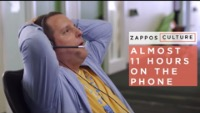 ZAPPOS CULTURE
ALMOST
11 HOURS
ON THE
PHONE